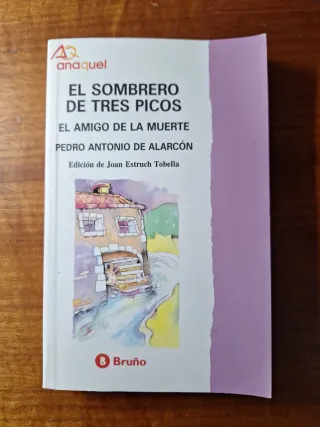 AQ
anaquel
EL SOMBRERO
DE TRES PICOS
EL AMIGO DE LA MUERTE
PEDRO ANTONIO DE ALARCÓN
Edición de Joan Estruch Tobella
B Bruño